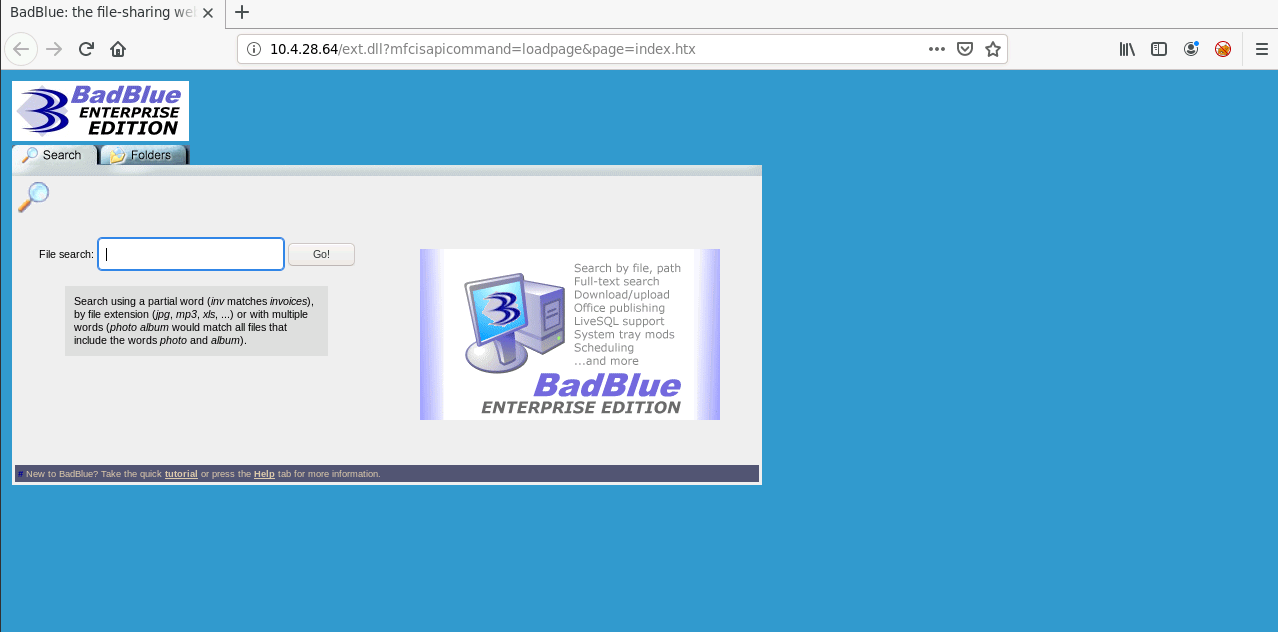 BadBlue: the file-sharing we
10.4.28.64/ext.dll?mfcisapicommand=loadpage&page=index.htx
BadBlue
ENTERPRISE
EDITION
Search
Folders
File search:
Go!
Search using a partial word (inv matches invoices),
by file extension (jpg, mp3, xls, ...) or with multiple
words (photo album would match all files that
include the words photo and album).
Search by file, path
Full-text search
Download/upload
Office publishing
LiveSQL support
System tray mods
Scheduling
...and more
BadBlue
ENTERPRISE EDITION
# New to BadBlue? Take the quick tutorial or press the Help tab for more information.